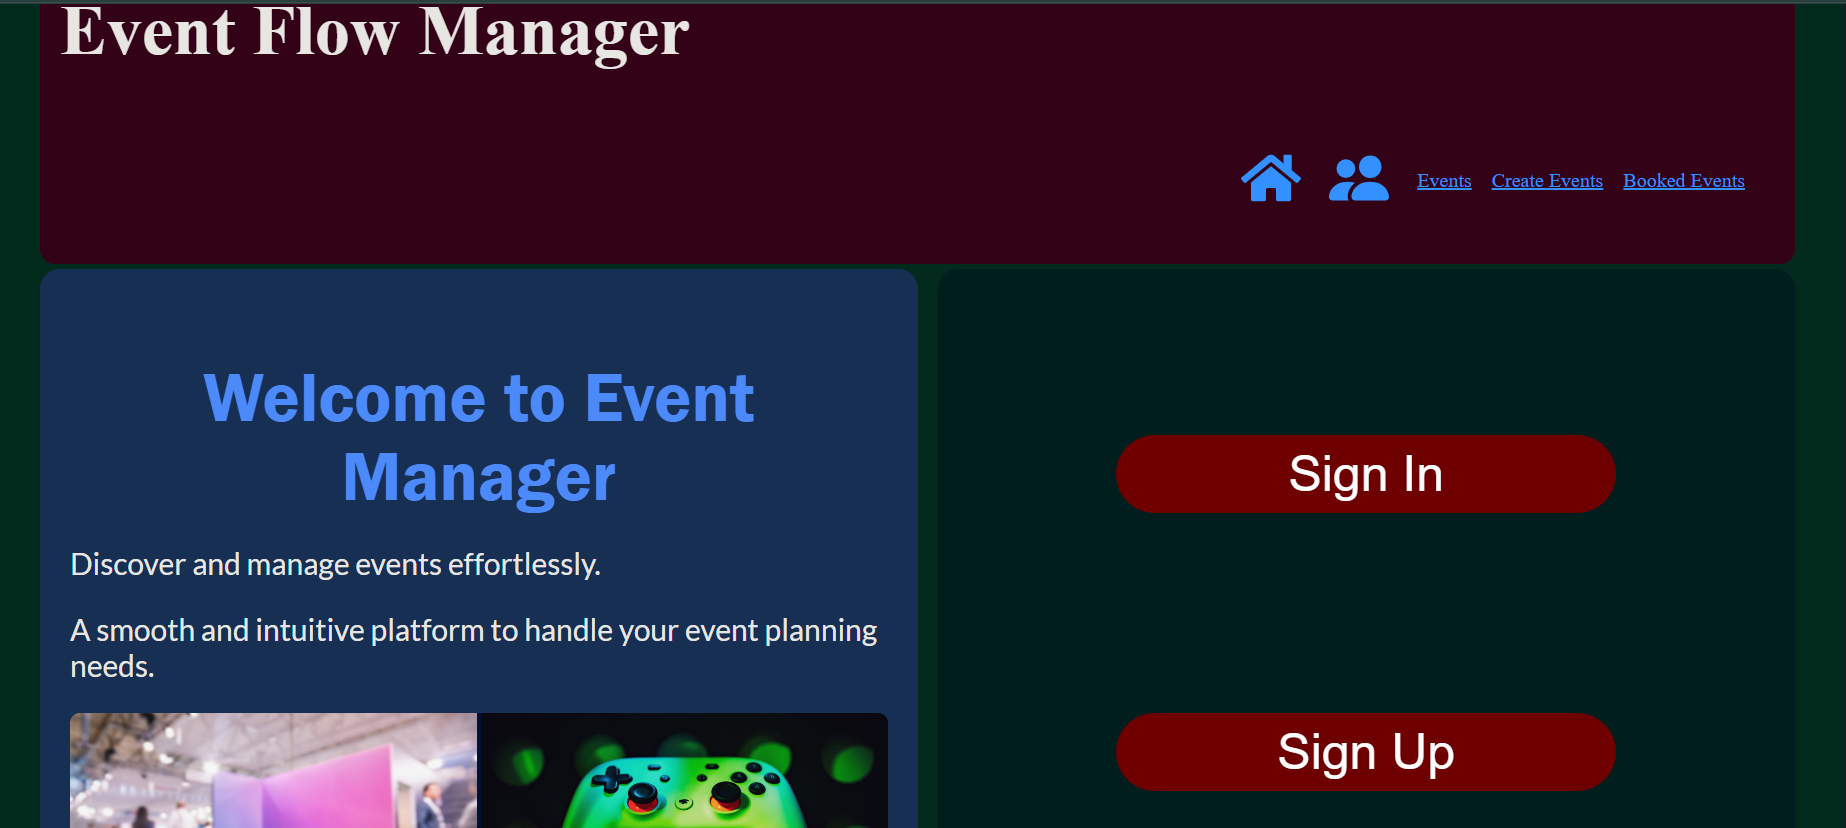 Event Flow Manager
Events Create Events Booked Events
Welcome to Event
Manager
Discover and manage events effortlessly.
A smooth and intuitive platform to handle your event planning
needs.
Sign In
Sign Up